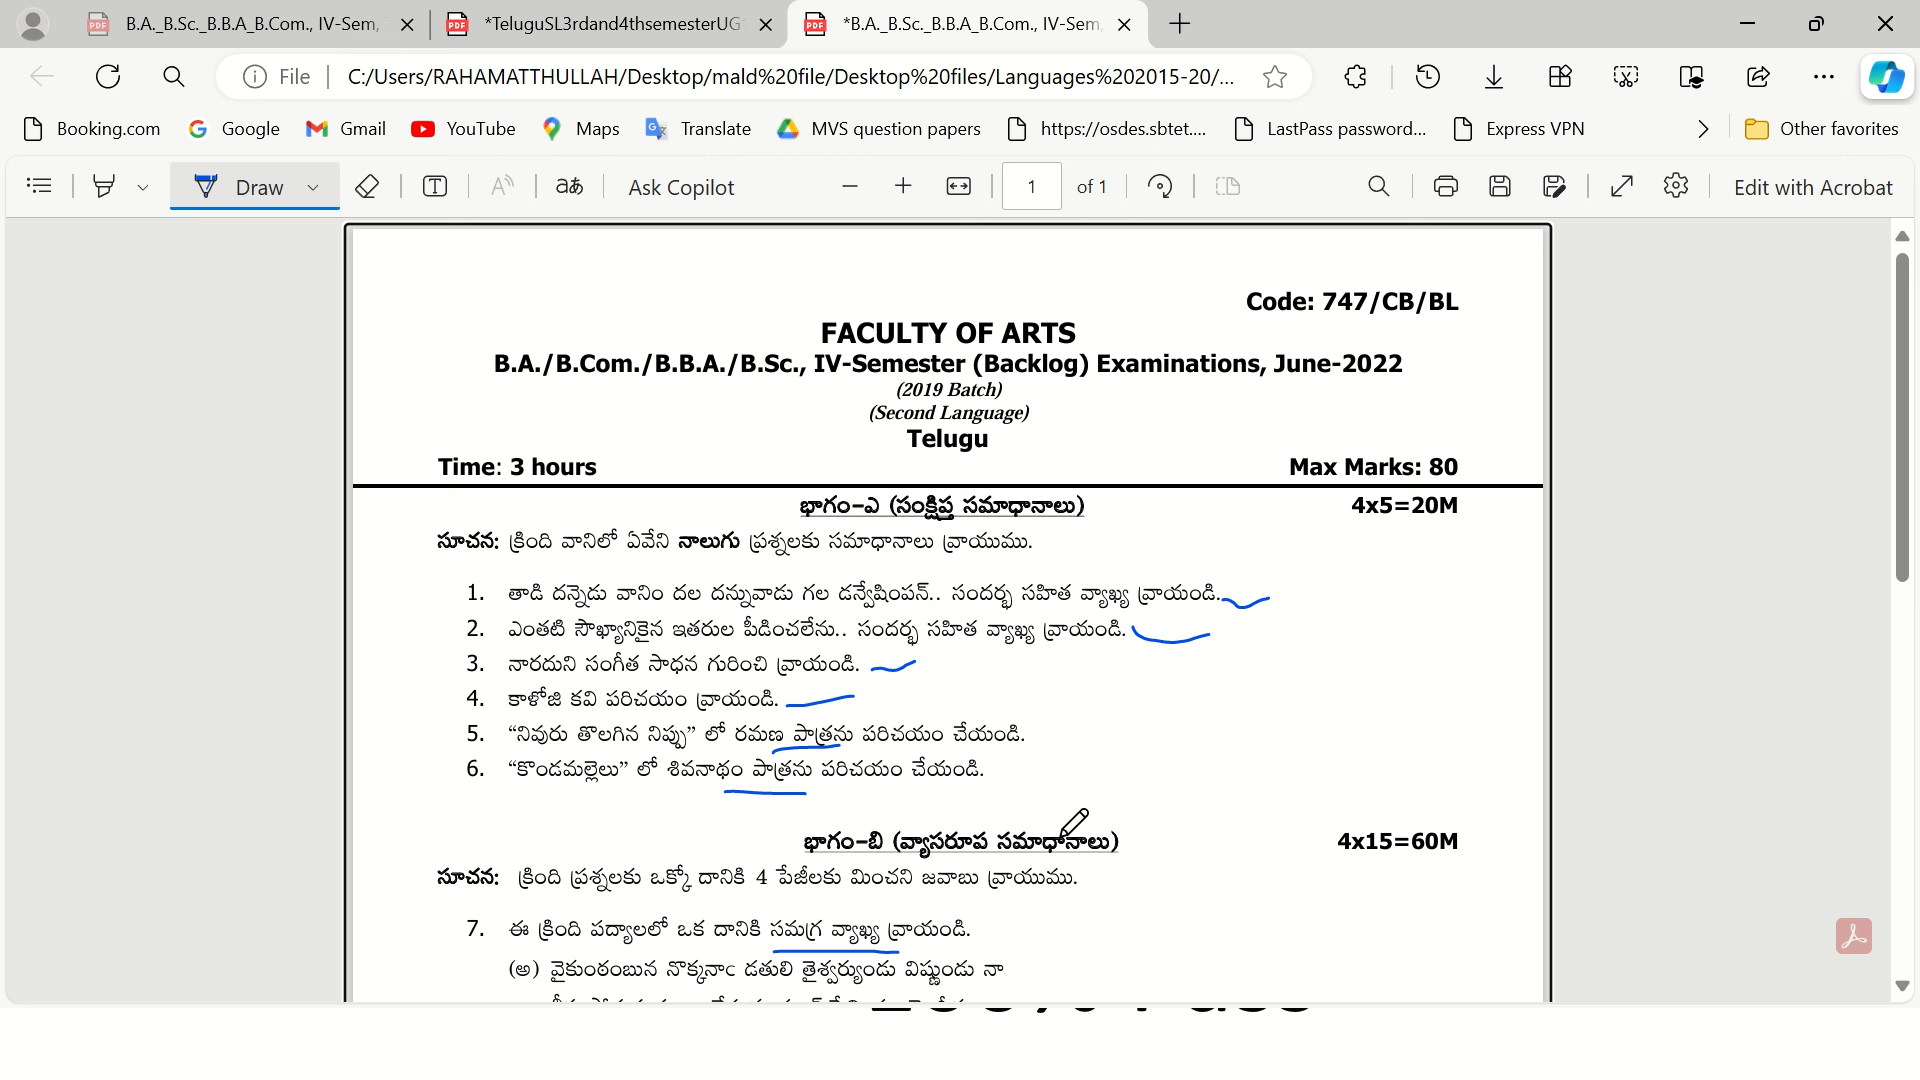 B.A._B.Sc._B.B.A_B.Com., IV-Sem,
*TeluguSL3rdand4thsemesterUG
*B.A._B.Sc._B.B.A_B.Com., IV-Sem,
File
C:/Users/RAHAMATTHULLAH/Desktop/mald%20file/Desktop%20files/Languages%202015-20/...
Booking.com Google Gmail YouTube Maps Translate MVS question papers https://osdes.sbtet.... LastPass password... Express VPN Other favorites
Draw Ask Copilot 1 of 1 Edit with Acrobat
Code: 747/CB/BL
FACULTY OF ARTS
B.A./B.Com./B.B.A./B.Sc., IV-Semester (Backlog) Examinations, June-2022
(2019 Batch)
(Second Language)
Telugu
Time: 3 hours Max Marks: 80
భాగం–ఎ (సంక్షిప్త సమాధానాలు) 4x5=20M
సూచన: క్రింది వానిలో ఏవేని నాలుగు ప్రశ్నలకు సమాధానాలు వ్రాయుము.
1. తాడి దన్నెడు వానిం దల దన్నువాడు గల డన్వేషింపన్.. సందర్భ సహిత వ్యాఖ్య వ్రాయండి.
2. ఎంతటి సౌఖ్యానికైన ఇతరుల పీడించలేను.. సందర్భ సహిత వ్యాఖ్య వ్రాయండి.
3. నారదుని సంగీత సాధన గురించి వ్రాయండి.
4. కాళోజి కవి పరిచయం వ్రాయండి.
5. “నివురు తొలగిన నిప్పు” లో రమణ పాత్రను పరిచయం చేయండి.
6. “కొండమల్లెలు” లో శివనాథం పాత్రను పరిచయం చేయండి.
భాగం–బి (వ్యాసరూప సమాధానాలు) 4x15=60M
సూచన: క్రింది ప్రశ్నలకు ఒక్కో దానికి 4 పేజీలకు మించని జవాబు వ్రాయుము.
7. ఈ క్రింది పద్యాలలో ఒక దానికి సమగ్ర వ్యాఖ్య వ్రాయండి.
(అ) వైకుంఠంబున నొక్కనాఁ డతులి తైశ్వర్యుండు విష్ణుండు నా